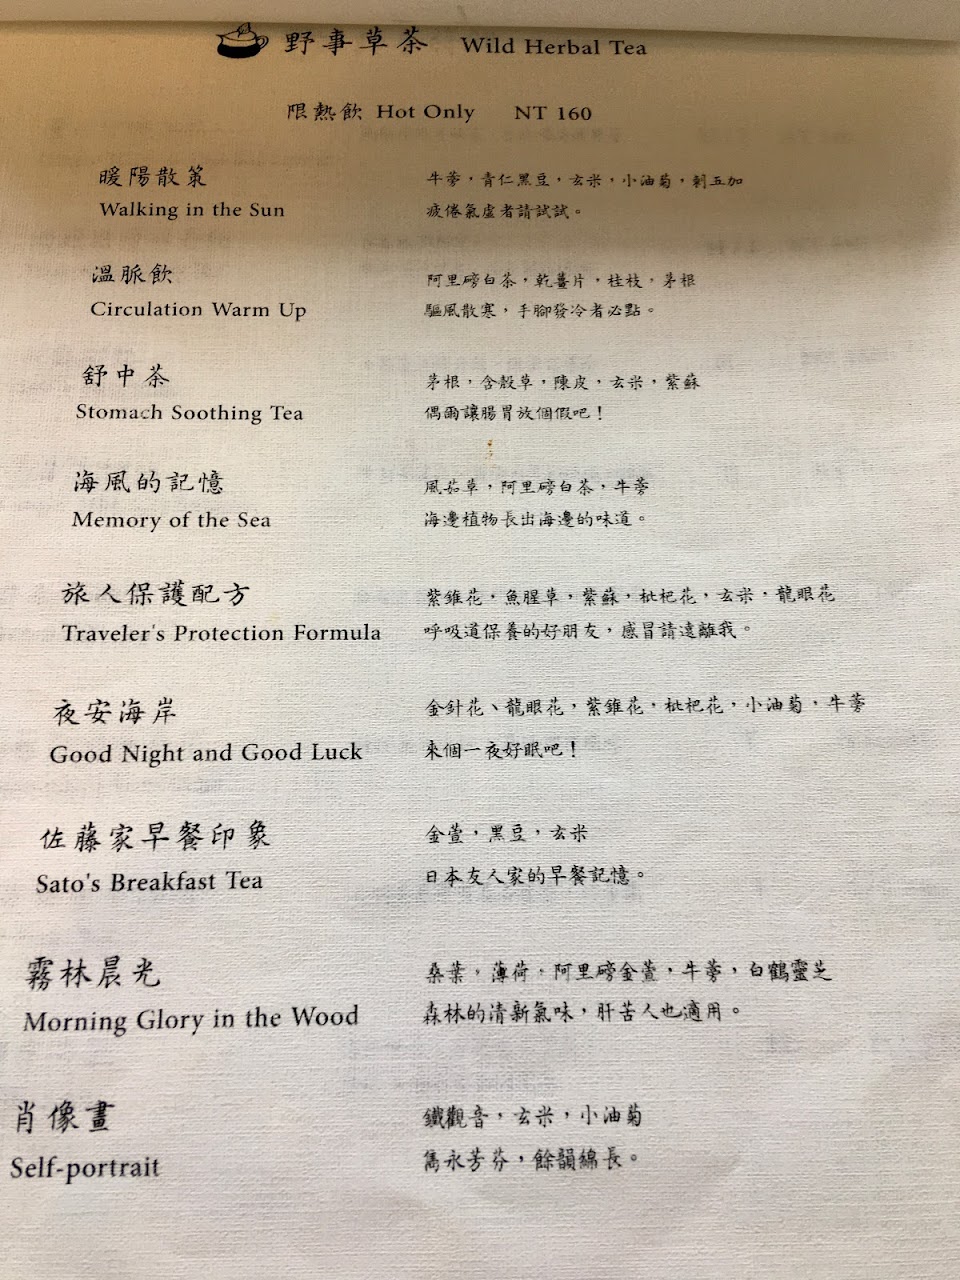 野事草茶 Wild Herbal Tea
限熱飲 Hot Only NT 160
暖陽散策
Walking in the Sun
牛蒡，青仁黑豆，玄米，小油菊，刺五加
疲倦氣虛者請試試。
溫脈飲
Circulation Warm Up
阿里磅白茶，乾薑片，桂枝，茅根
驅風散寒，手腳發冷者必點。
舒中茶
Stomach Soothing Tea
茅根，含殼草，陳皮，玄米，紫蘇
偶爾讓腸胃放個假吧！
海風的記憶
Memory of the Sea
風茹草，阿里磅白茶，牛蒡
海邊植物長出海邊的味道。
旅人保護配方
Traveler's Protection Formula
紫錐花，魚腥草，紫蘇，枇杷花，玄米，龍眼花
呼吸道保養的好朋友，感冒請遠離我。
夜安海岸
Good Night and Good Luck
金針花、龍眼花，紫錐花，枇杷花，小油菊，牛蒡
來個一夜好眠吧！
佐藤家早餐印象
Sato's Breakfast Tea
金萱，黑豆，玄米
日本友人家的早餐記憶。
霧林晨光
Morning Glory in the Wood
桑葉，薄荷，阿里磅金萱，牛蒡，白鶴靈芝
森林的清新氣味，肝苦人也適用。
肖像畫
Self-portrait
鐵觀音，玄米，小油菊
雋永芳芬，餘韻綿長。